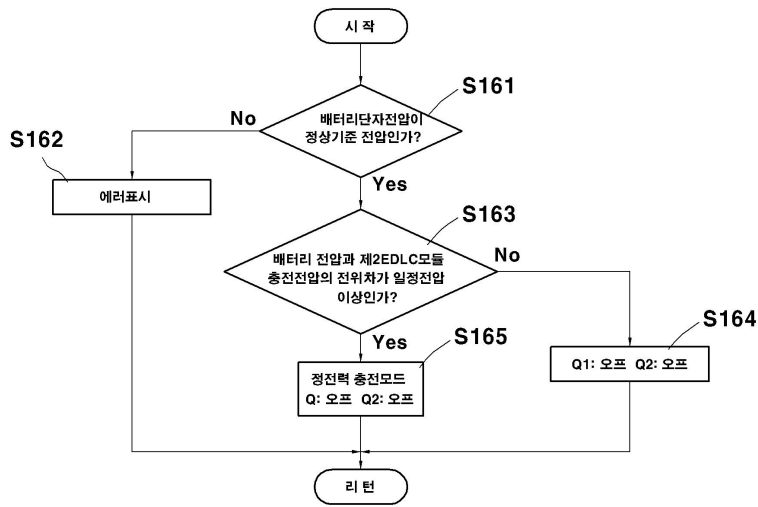 시 작
S161
배터리단자전압이
정상기준 전압인가?
No
S162
에러표시
Yes
S163
배터리 전압과 제2EDLC모듈
충전전압의 전위차가 일정전압
이상인가?
No
S164
Q1: 오프 Q2: 오프
Yes
S165
정전력 충전모드
Q: 오프 Q2: 오프
리 턴